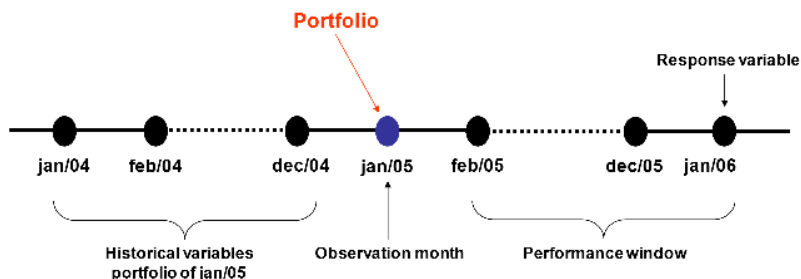 Portfolio
Response variable
jan/04
feb/04
dec/04
jan/05
feb/05
dec/05
jan/06
Historical variables
portfolio of jan/05
Observation month
Performance window